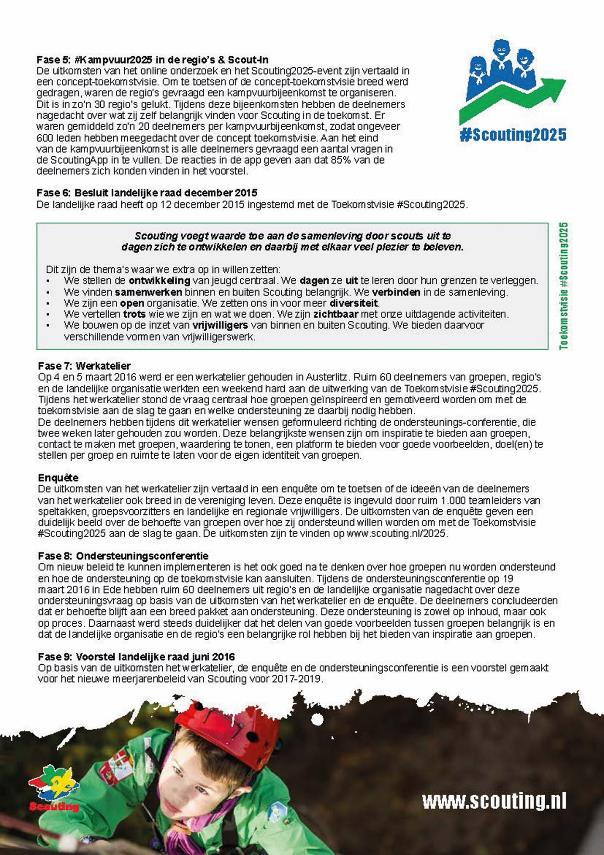 Fase 5: #Kampvuur2025 in de regio's & Scout-In
De uitkomsten van het online onderzoek en het Scouting2025-event zijn vertaald in
een concept-toekomstvisie. Om te toetsen of de concept-toekomstvisie breed werd
gedragen, waren de regio's gevraagd een kampvuurbijeenkomst te organiseren.
Dit is in zo'n 30 regio's gelukt. Tijdens deze bijeenkomsten hebben de deelnemers
nagedacht over wat zij zelf belangrijk vinden voor Scouting in de toekomst. Er
waren gemiddeld zo'n 20 deelnemers per kampvuurbijeenkomst, zodat ongeveer
600 leden hebben meegedacht over de concept toekomstvisie. Aan het eind
van de kampvuurbijeenkomst is alle deelnemers gevraagd een aantal vragen in
de ScoutingApp in te vullen. De reacties in de app geven aan dat 85% van de
deelnemers zich konden vinden in het voorstel.
#Scouting2025
Fase 6: Besluit landelijke raad december 2015
De landelijke raad heeft op 12 december 2015 ingestemd met de Toekomstvisie #Scouting2025.
Scouting voegt waarde toe aan de samenleving door scouts uit te
dagen zich te ontwikkelen en daarbij met elkaar veel plezier te beleven.
Dit zijn de thema's waar we extra op in willen zetten:
• We stellen de ontwikkeling van jeugd centraal. We dagen ze uit te leren door hun grenzen te verleggen.
• We vinden samenwerken binnen en buiten Scouting belangrijk. We verbinden in de samenleving.
• We zijn een open organisatie. We zetten ons in voor meer diversiteit.
• We vertellen trots wie we zijn en wat we doen. We zijn zichtbaar met onze uitdagende activiteiten.
• We bouwen op de inzet van vrijwilligers van binnen en buiten Scouting. We bieden daarvoor
verschillende vormen van vrijwilligerswerk.
Toekomstvisie #Scouting2025
Fase 7: Werkatelier
Op 4 en 5 maart 2016 werd er een werkatelier gehouden in Austerlitz. Ruim 60 deelnemers van groepen, regio's
en de landelijke organisatie werkten een weekend hard aan de uitwerking van de Toekomstvisie #Scouting2025.
Tijdens het werkatelier stond de vraag centraal hoe groepen geïnspireerd en gemotiveerd worden om met de
toekomstvisie aan de slag te gaan en welke ondersteuning ze daarbij nodig hebben.
De deelnemers hebben tijdens dit werkatelier wensen geformuleerd richting de ondersteunings-conferentie, die
twee weken later gehouden zou worden. Deze belangrijkste wensen zijn om inspiratie te bieden aan groepen,
contact te maken met groepen, waardering te tonen, een platform te bieden voor goede voorbeelden, doel(en) te
stellen per groep en ruimte te laten voor de eigen identiteit van groepen.
Enquête
De uitkomsten van het werkatelier zijn vertaald in een enquête om te toetsen of de ideeën van de deelnemers
van het werkatelier ook breed in de vereniging leven. Deze enquête is ingevuld door ruim 1.000 teamleiders van
speltakken, groepsvoorzitters en landelijke en regionale vrijwilligers. De uitkomsten van de enquête geven een
duidelijk beeld over de behoefte van groepen over hoe zij ondersteund willen worden om met de Toekomstvisie
#Scouting2025 aan de slag te gaan. De uitkomsten zijn te vinden op www.scouting.nl/2025.
Fase 8: Ondersteuningsconferentie
Om nieuw beleid te kunnen implementeren is het ook goed na te denken over hoe groepen nu worden ondersteund
en hoe de ondersteuning op de toekomstvisie kan aansluiten. Tijdens de ondersteuningsconferentie op 19
maart 2016 in Ede hebben ruim 60 deelnemers uit regio's en de landelijke organisatie nagedacht over deze
ondersteuningsvraag op basis van de uitkomsten van het werkatelier en de enquête. De deelnemers concludeerden
dat er behoefte blijft aan een breed pakket aan ondersteuning. Deze ondersteuning is zowel op inhoud, maar ook
op proces. Daarnaast werd steeds duidelijker dat het delen van goede voorbeelden tussen groepen belangrijk is en
dat de landelijke organisatie en de regio's een belangrijke rol hebben bij het bieden van inspiratie aan groepen.
Fase 9: Voorstel landelijke raad juni 2016
Op basis van de uitkomsten het werkatelier, de enquête en de ondersteuningsconferentie is een voorstel gemaakt
voor het nieuwe meerjarenbeleid van Scouting voor 2017-2019.
Scouting
www.scouting.nl